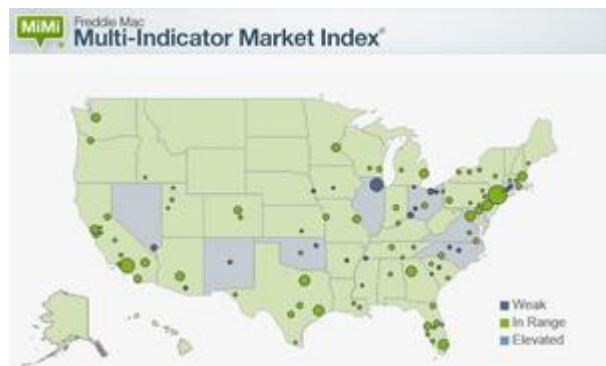 MiMi
Freddie Mac
Multi-Indicator Market Index®
Weak
In Range
Elevated